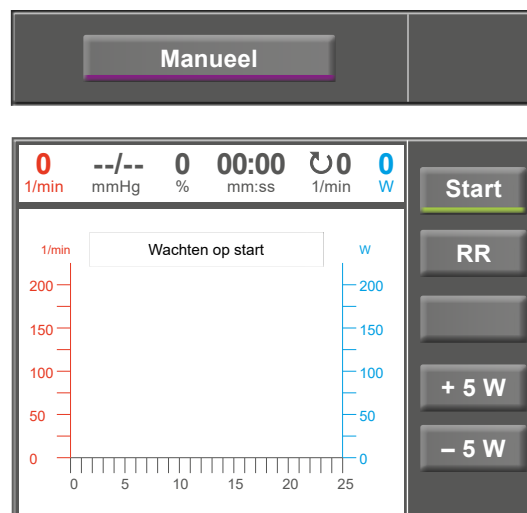 Manueel
0 --/-- 0 00:00 0 0
1/min mmHg % mm:ss 1/min W
Start
1/min Wachten op start W
RR
200 200
150 150
100 100
+ 5 W
50 50
– 5 W
0 0
0 5 10 15 20 25